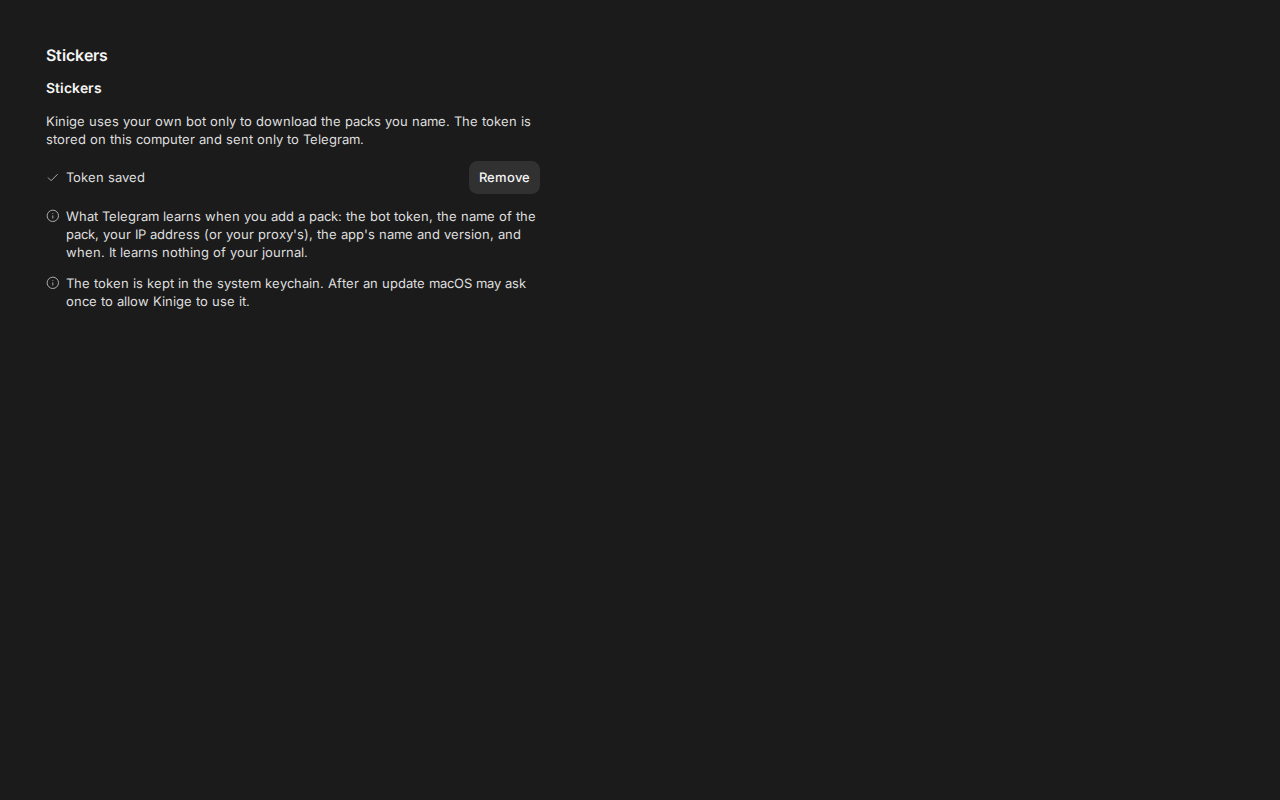 Stickers
Stickers
Kinige uses your own bot only to download the packs you name. The token is
stored on this computer and sent only to Telegram.
Token saved
Remove
What Telegram learns when you add a pack: the bot token, the name of the
pack, your IP address (or your proxy's), the app's name and version, and
when. It learns nothing of your journal.
The token is kept in the system keychain. After an update macOS may ask
once to allow Kinige to use it.